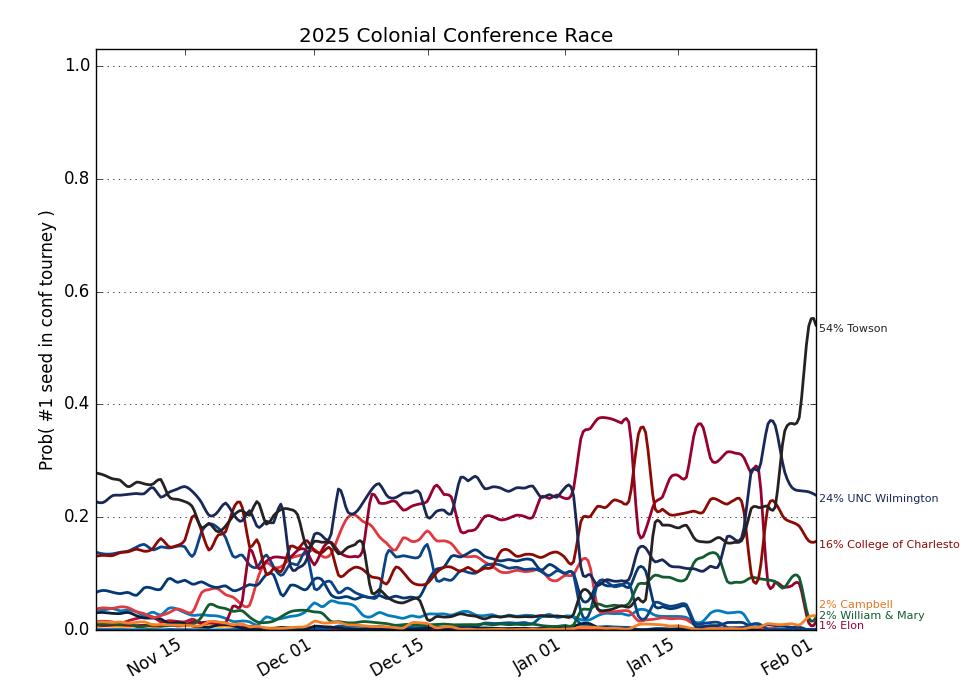 2025 Colonial Conference Race
Prob( #1 seed in conf tourney )
1.0
0.8
0.6
0.4
0.2
0.0
54% Towson
24% UNC Wilmington
16% College of Charlesto
2% Campbell
2% William & Mary
1% Elon
Nov 15
Dec 01
Dec 15
Jan 01
Jan 15
Feb 01